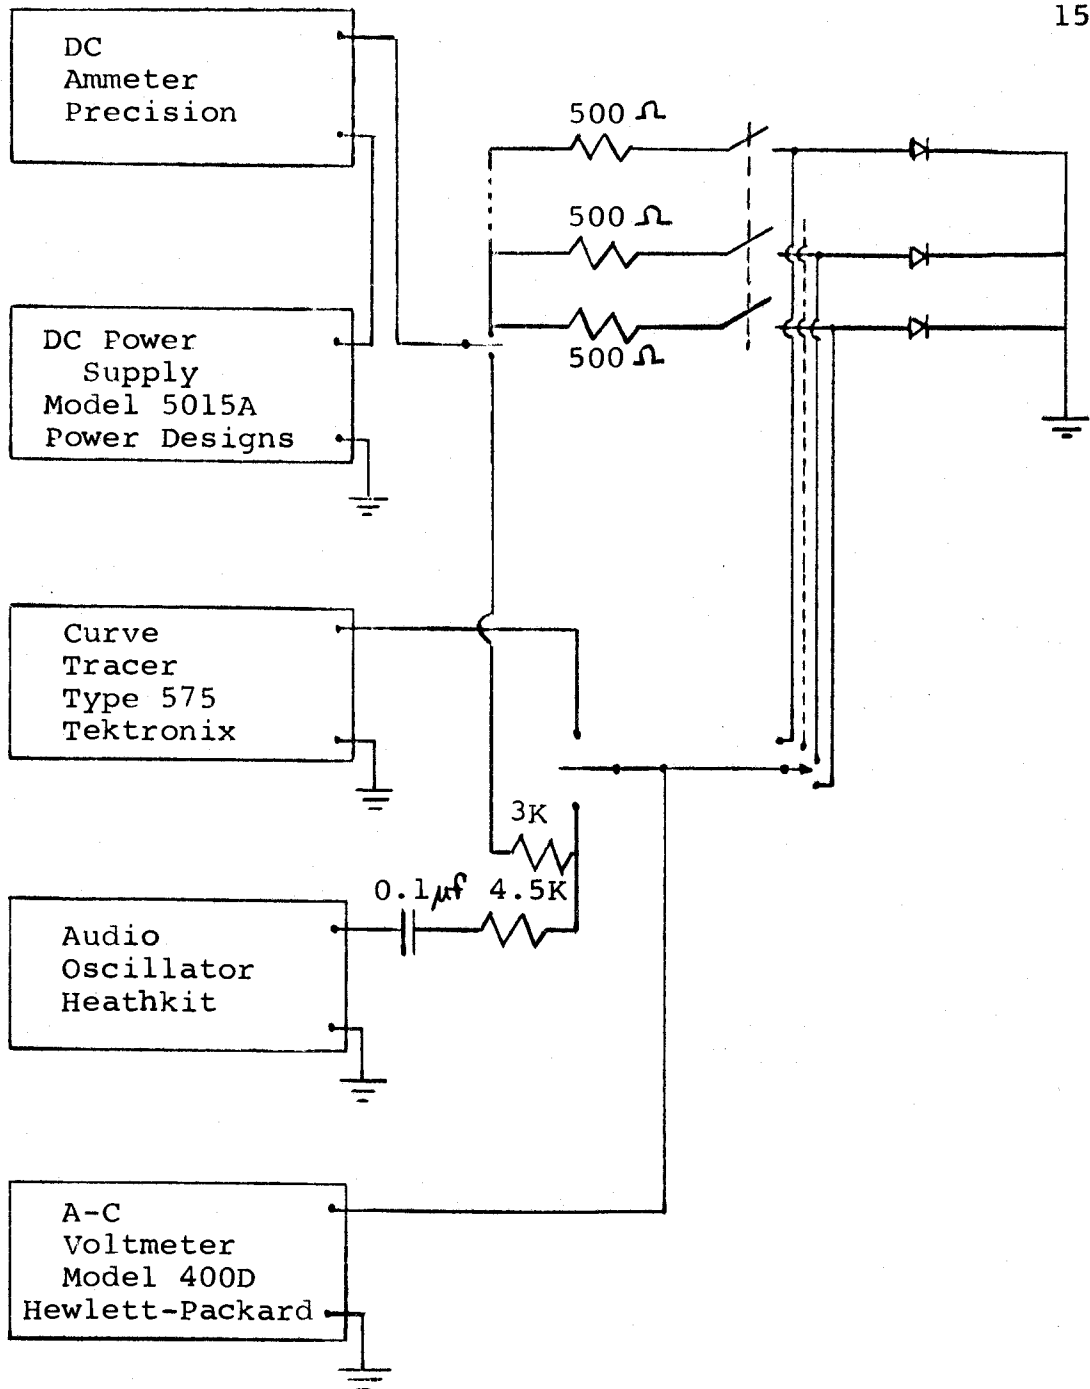 15
DC
Ammeter
Precision
500 Ω
500 Ω
500 Ω
DC Power
Supply
Model 5015A
Power Designs
Curve
Tracer
Type 575
Tektronix
3K
0.1μf 4.5K
Audio
Oscillator
Heathkit
A-C
Voltmeter
Model 400D
Hewlett-Packard